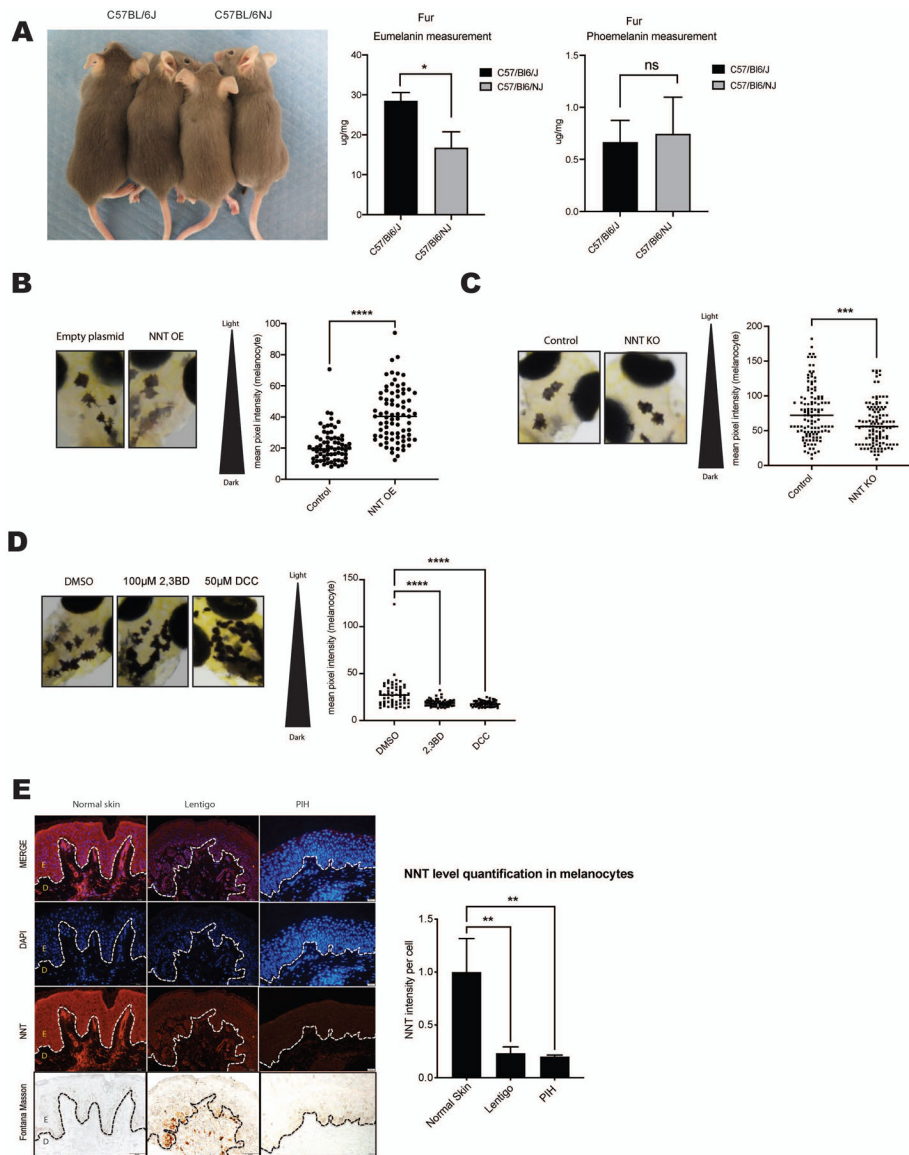 A
C57BL/6J
C57BL/6NJ
Fur
Eumelanin measurement
ug/mg
40
30
20
10
0
*
C57/Bl6/J
C57/Bl6/NJ
C57/Bl6/J
C57/Bl6/NJ
Fur
Phoemelanin measurement
ug/mg
1.5
1.0
0.5
0.0
ns
C57/Bl6/J
C57/Bl6/NJ
C57/Bl6/J
C57/Bl6/NJ
B
Empty plasmid
NNT OE
Light
Dark
mean pixel intensity (melanocyte)
100
80
60
40
20
0
****
Control
NNT OE
C
Control
NNT KO
Light
Dark
mean pixel intensity (melanocyte)
200
150
100
50
0
***
Control
NNT KO
D
DMSO
100µM 2,3BD
50µM DCC
Light
Dark
mean pixel intensity (melanocyte)
150
100
50
0
****
****
DMSO
2,3BD
DCC
E
Normal skin
Lentigo
PIH
MERGE
E
D
DAPI
E
D
NNT
E
D
Fontana Masson
E
D
NNT level quantification in melanocytes
NNT intensity per cell
1.5
1.0
0.5
0.0
**
**
Normal Skin
Lentigo
PIH